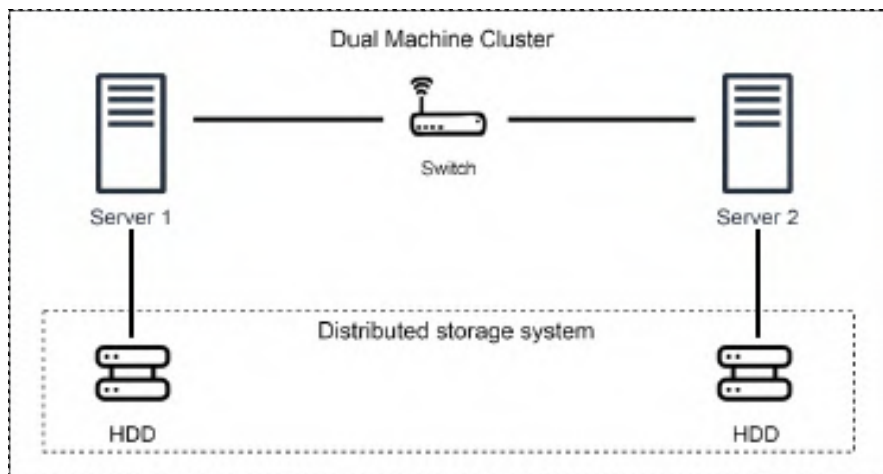 Dual Machine Cluster
Switch
Server 1
Server 2
Distributed storage system
HDD
HDD